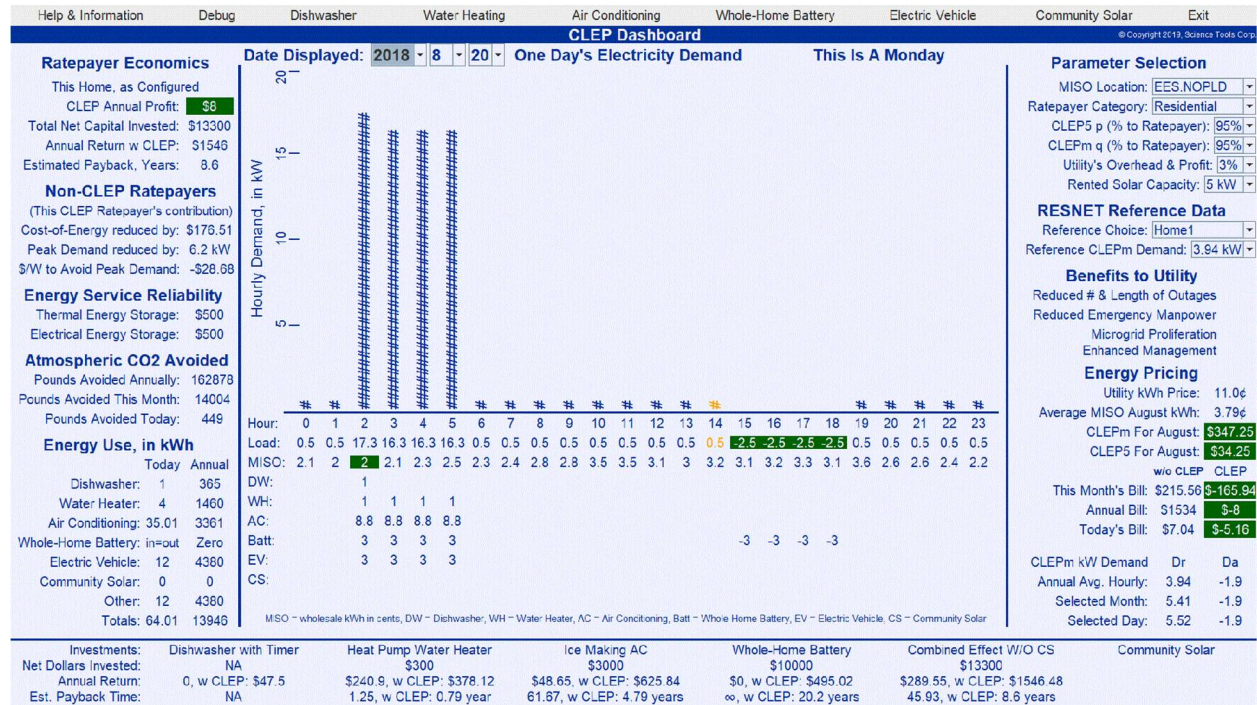 Help & Information Debug Dishwasher Water Heating Air Conditioning Whole-Home Battery Electric Vehicle Community Solar Exit
CLEP Dashboard
© Copyright 2019, Science Tools Corp.
Ratepayer Economics
This Home, as Configured
CLEP Annual Profit: $8
Total Net Capital Invested: $13300
Annual Return w CLEP: $1546
Estimated Payback, Years: 8.6
Non-CLEP Ratepayers
(This CLEP Ratepayer's contribution)
Cost-of-Energy reduced by: $176.51
Peak Demand reduced by: 6.2 kW
$/W to Avoid Peak Demand: -$28.68
Energy Service Reliability
Thermal Energy Storage: $500
Electrical Energy Storage: $500
Atmospheric CO2 Avoided
Pounds Avoided Annually: 162878
Pounds Avoided This Month: 14004
Pounds Avoided Today: 449
Energy Use, in kWh
Today Annual
Dishwasher: 1 365
Water Heater: 4 1460
Air Conditioning: 35.01 3361
Whole-Home Battery: in=out Zero
Electric Vehicle: 12 4380
Community Solar: 0 0
Other: 12 4380
Totals: 64.01 13946
Date Displayed: 2018 8 20 One Day's Electricity Demand This Is A Monday
Hourly Demand, in kW
20
15
10
5
Hour: 0 1 2 3 4 5 6 7 8 9 10 11 12 13 14 15 16 17 18 19 20 21 22 23
Load: 0.5 0.5 17.3 16.3 16.3 16.3 0.5 0.5 0.5 0.5 0.5 0.5 0.5 0.5 0.5 -2.5 -2.5 -2.5 -2.5 0.5 0.5 0.5 0.5 0.5
MISO: 2.1 2 2 2.1 2.3 2.5 2.3 2.4 2.8 2.8 3.5 3.5 3.1 3 3.2 3.1 3.2 3.3 3.1 3.6 2.6 2.6 2.4 2.2
DW: 1
WH: 1 1 1 1
AC: 8.8 8.8 8.8 8.8
Batt: 3 3 3 3 -3 -3 -3 -3
EV: 3 3 3 3
CS:
MISO = wholesale kWh in cents, DW = Dishwasher, WH = Water Heater, AC = Air Conditioning, Batt = Whole Home Battery, EV = Electric Vehicle, CS = Community Solar
Parameter Selection
MISO Location: EES.NOPLD
Ratepayer Category: Residential
CLEP5 p (% to Ratepayer): 95%
CLEPm q (% to Ratepayer): 95%
Utility's Overhead & Profit: 3%
Rented Solar Capacity: 5 kW
RESNET Reference Data
Reference Choice: Home1
Reference CLEPm Demand: 3.94 kW
Benefits to Utility
Reduced # & Length of Outages
Reduced Emergency Manpower
Microgrid Proliferation
Enhanced Management
Energy Pricing
Utility kWh Price: 11.0¢
Average MISO August kWh: 3.79¢
CLEPm For August: $347.25
CLEP5 For August: $34.25
w/o CLEP CLEP
This Month's Bill: $215.56 $-165.94
Annual Bill: $1534 $-8
Today's Bill: $7.04 $-5.16
CLEPm kW Demand Dr Da
Annual Avg. Hourly: 3.94 -1.9
Selected Month: 5.41 -1.9
Selected Day: 5.52 -1.9
Investments: Dishwasher with Timer Heat Pump Water Heater Ice Making AC Whole-Home Battery Combined Effect W/O CS Community Solar
Net Dollars Invested: NA $300 $3000 $10000 $13300
Annual Return: 0, w CLEP: $47.5 $240.9, w CLEP: $378.12 $48.65, w CLEP: $625.84 $0, w CLEP: $495.02 $289.55, w CLEP: $1546.48
Est. Payback Time: NA 1.25, w CLEP: 0.79 year 61.67, w CLEP: 4.79 years ∞, w CLEP: 20.2 years 45.93, w CLEP: 8.6 years